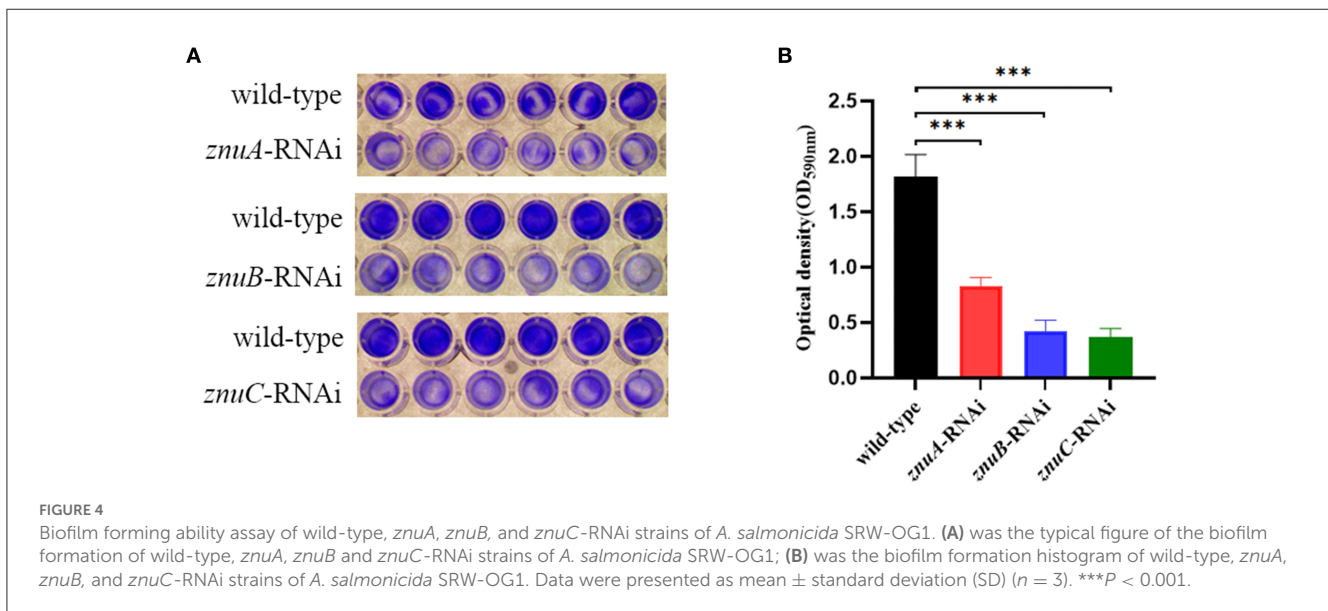 A
wild-type
znuA-RNAi
wild-type
znuB-RNAi
wild-type
znuC-RNAi
B
***
***
***
Optical density(OD590nm)
2.5
2.0
1.5
1.0
0.5
0.0
wild-type
znuA-RNAi
znuB-RNAi
znuC-RNAi
FIGURE 4
Biofilm forming ability assay of wild-type, znuA, znuB, and znuC-RNAi strains of A. salmonicida SRW-OG1. (A) was the typical figure of the biofilm
formation of wild-type, znuA, znuB and znuC-RNAi strains of A. salmonicida SRW-OG1; (B) was the biofilm formation histogram of wild-type, znuA,
znuB, and znuC-RNAi strains of A. salmonicida SRW-OG1. Data were presented as mean ± standard deviation (SD) (n = 3). ***P < 0.001.